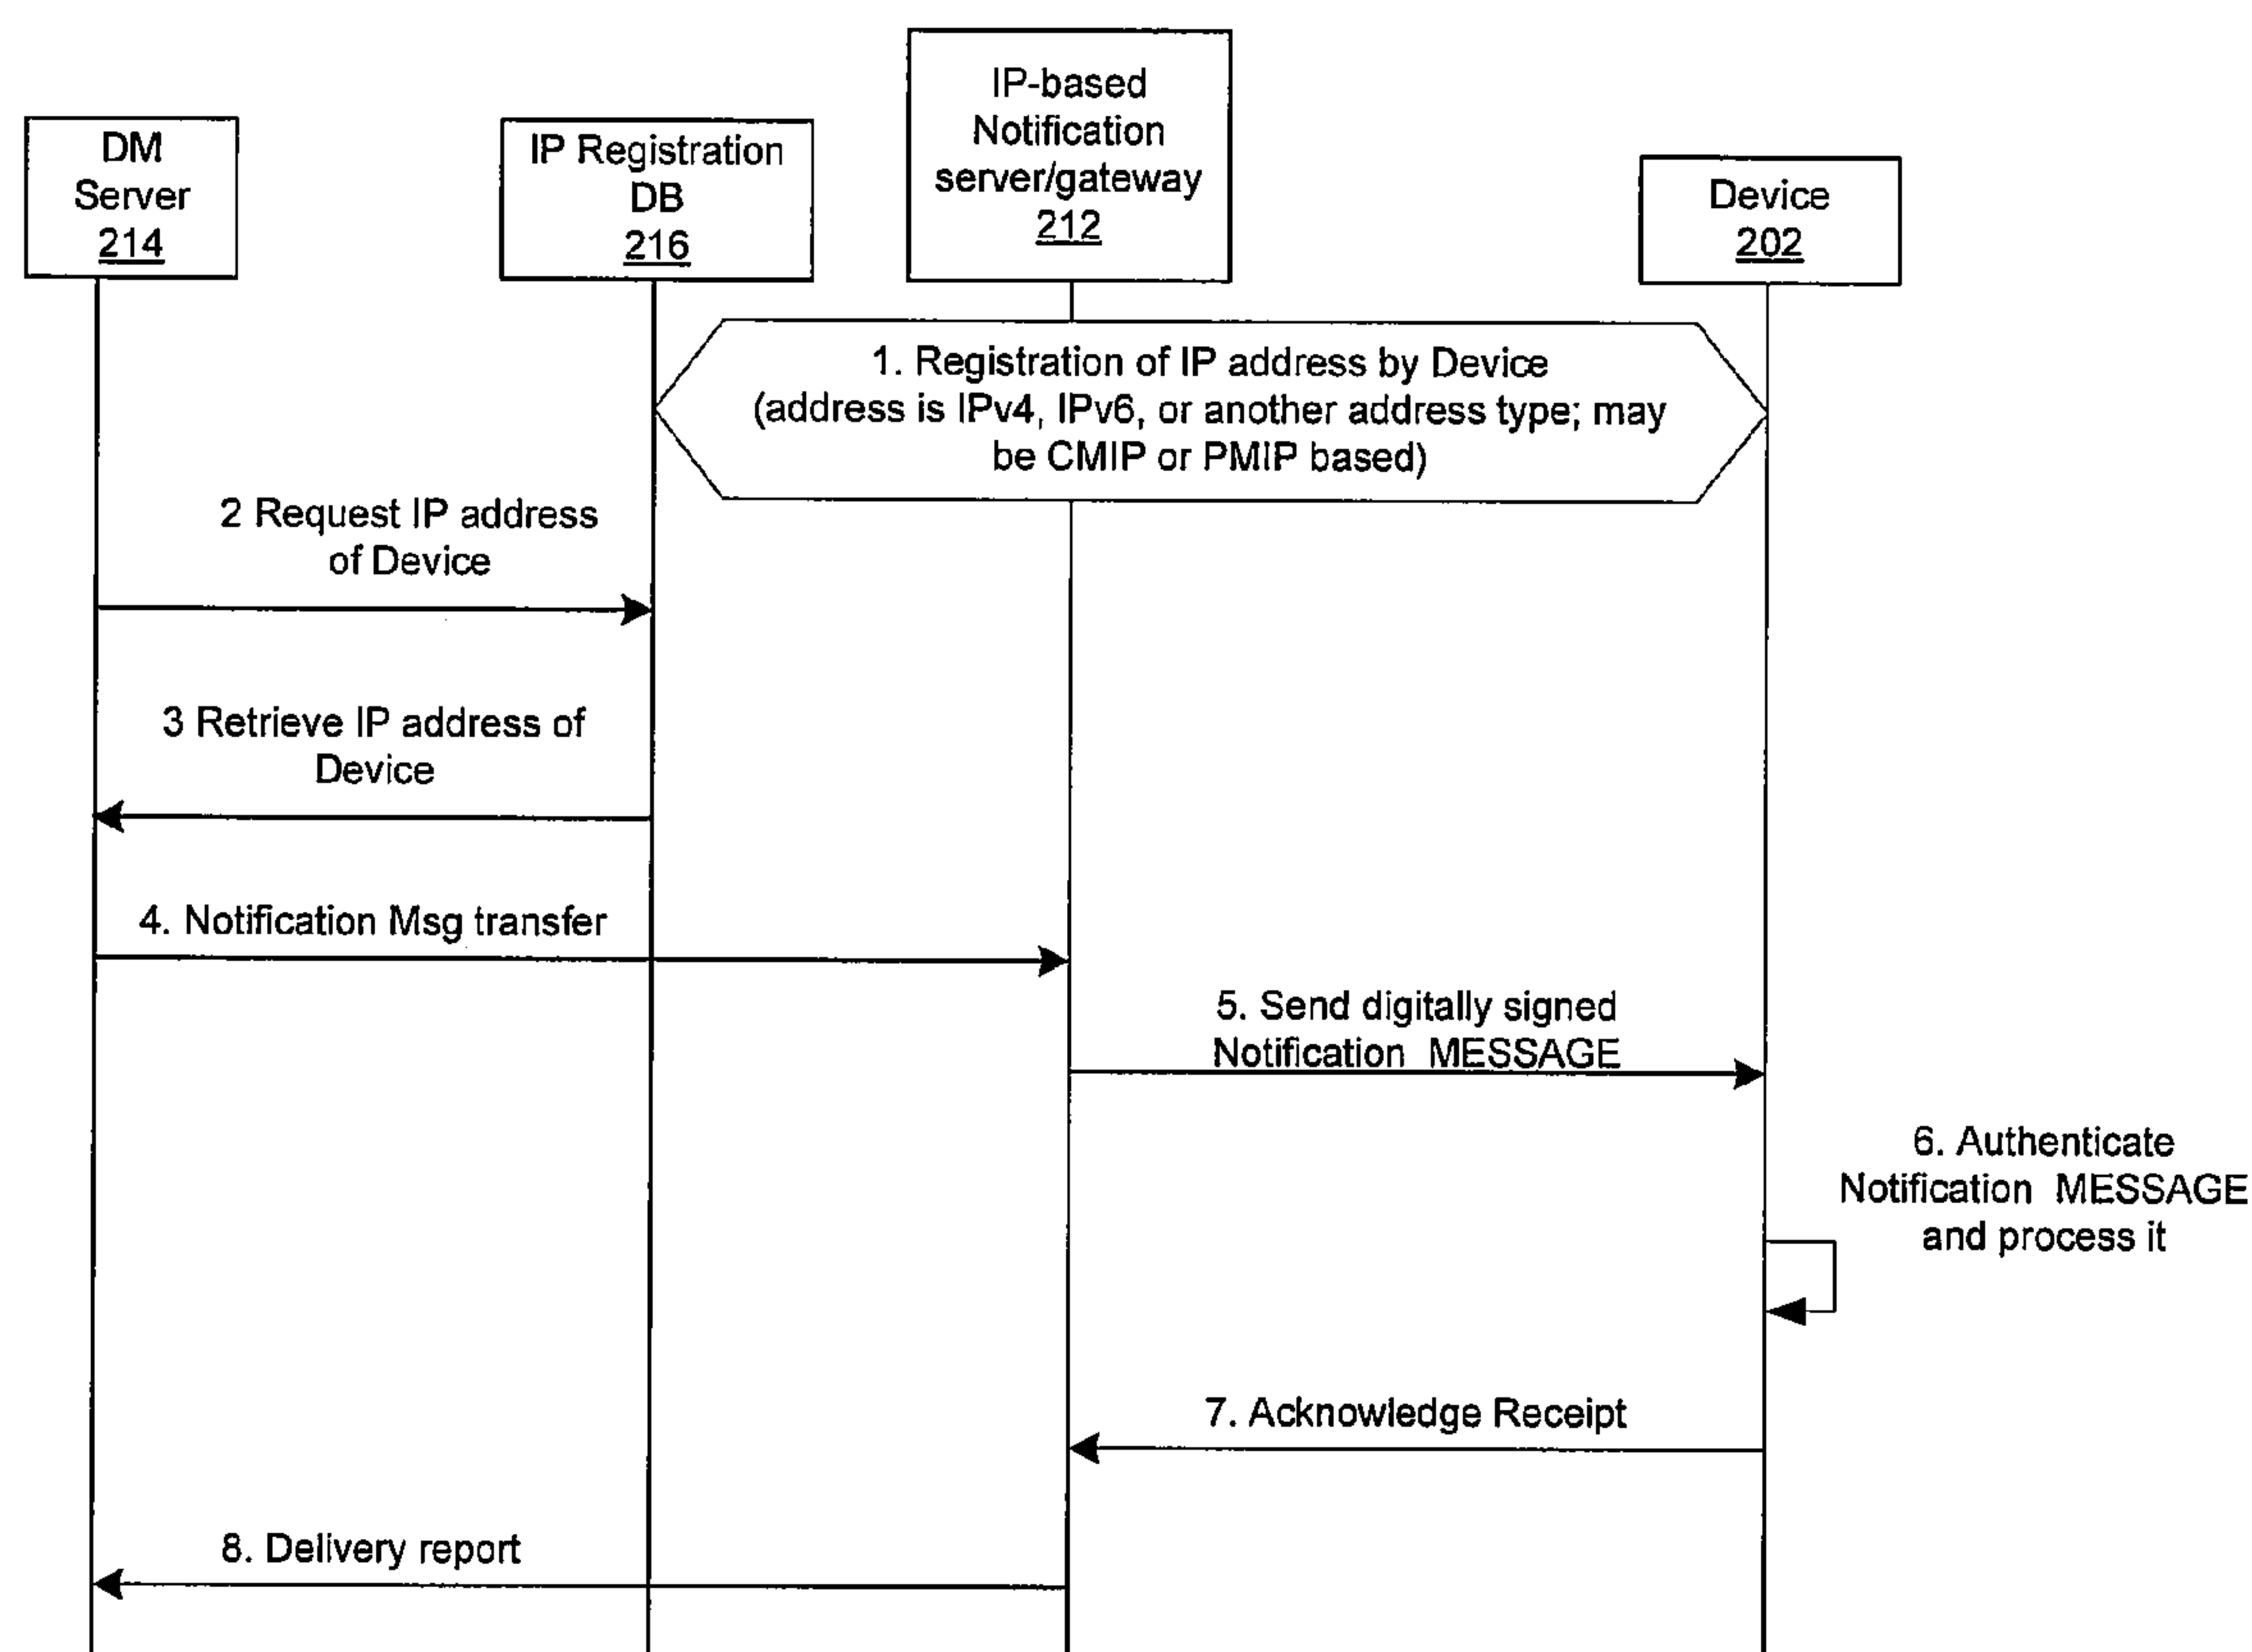 DM
Server
214
IP Registration
DB
216
IP-based
Notification
server/gateway
212
Device
202
1. Registration of IP address by Device
(address is IPv4, IPv6, or another address type; may
be CMIP or PMIP based)
2 Request IP address
of Device
3 Retrieve IP address of
Device
4. Notification Msg transfer
5. Send digitally signed
Notification MESSAGE
6. Authenticate
Notification MESSAGE
and process it
7. Acknowledge Receipt
8. Delivery report